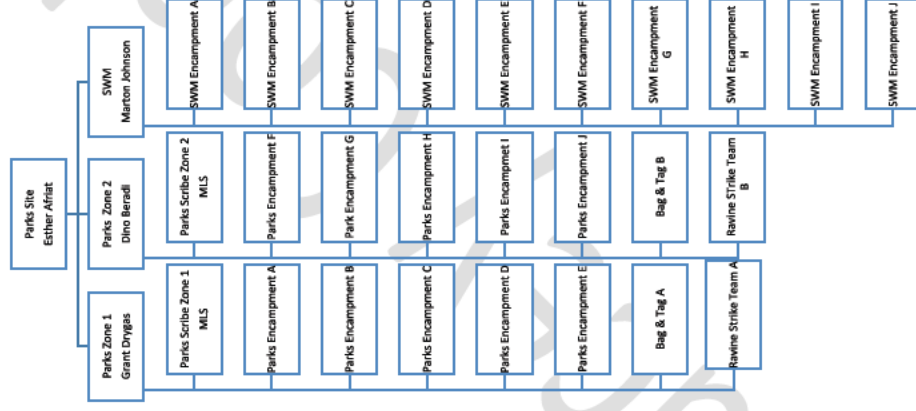 Parks Site
Esther Afriat
Parks Zone 1
Grant Drygas
Parks Scribe Zone 1
MLS
Parks Encampment A
Parks Encampment B
Parks Encampment C
Parks Encampment D
Parks Encampment E
Bag & Tag A
Ravine Strike Team A
Parks Zone 2
Dino Beradi
Parks Scribe Zone 2
MLS
Parks Encampment F
Park Encampment G
Parks Encampment H
Parks Encampmet I
Parks Encampment J
Bag & Tag B
Ravine STrike Team
B
SWM
Marton Johnson
SWM Encampment A
SWM Encampment B
SWM Encampment C
SWM Encampment D
SWM Encampment E
SWM Encampment F
SWM Encampment
G
SWM Encampment
H
SWM Encampment I
SWM Encampment J